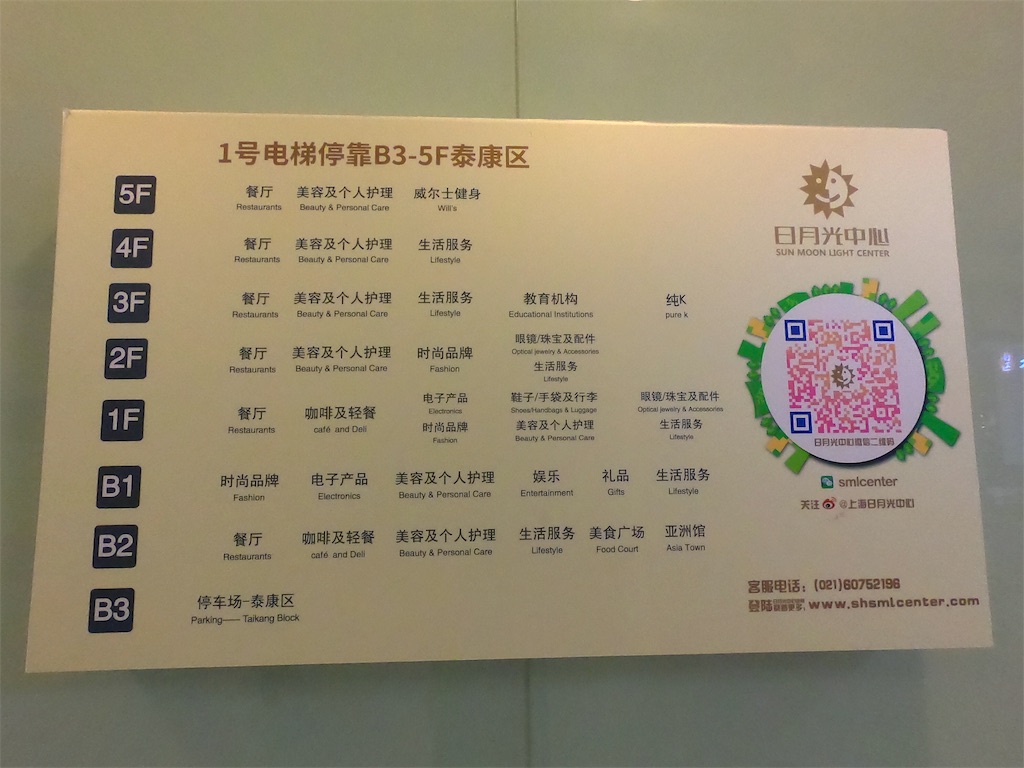 1号电梯停靠B3-5F泰康区
5F 餐厅 美容及个人护理 威尔士健身
Restaurants Beauty & Personal Care Will's
4F 餐厅 美容及个人护理 生活服务
Restaurants Beauty & Personal Care Lifestyle
3F 餐厅 美容及个人护理 生活服务 教育机构 纯K
Restaurants Beauty & Personal Care Lifestyle Educational Institutions pure k
2F 餐厅 美容及个人护理 时尚品牌 眼镜/珠宝及配件
Restaurants Beauty & Personal Care Fashion Optical jewelry & Accessories
生活服务
Lifestyle
1F 餐厅 咖啡及轻餐 电子产品 鞋子/手袋及行李 眼镜/珠宝及配件
Restaurants café and Deli Electronics Shoes/Handbags & Luggage Optical jewelry & Accessories
时尚品牌 美容及个人护理 生活服务
Fashion Beauty & Personal Care Lifestyle
B1 时尚品牌 电子产品 美容及个人护理 娱乐 礼品 生活服务
Fashion Electronics Beauty & Personal Care Entertainment Gifts Lifestyle
B2 餐厅 咖啡及轻餐 美容及个人护理 生活服务 美食广场 亚洲馆
Restaurants café and Deli Beauty & Personal Care Lifestyle Food Court Asia Town
B3 停车场-泰康区
Parking—— Taikang Block
日月光中心
SUN MOON LIGHT CENTER
日月光中心微信二维码
smlcenter
关注 @上海日月光中心
客服电话：(021)60752196
登陆 www.shsmlcenter.com